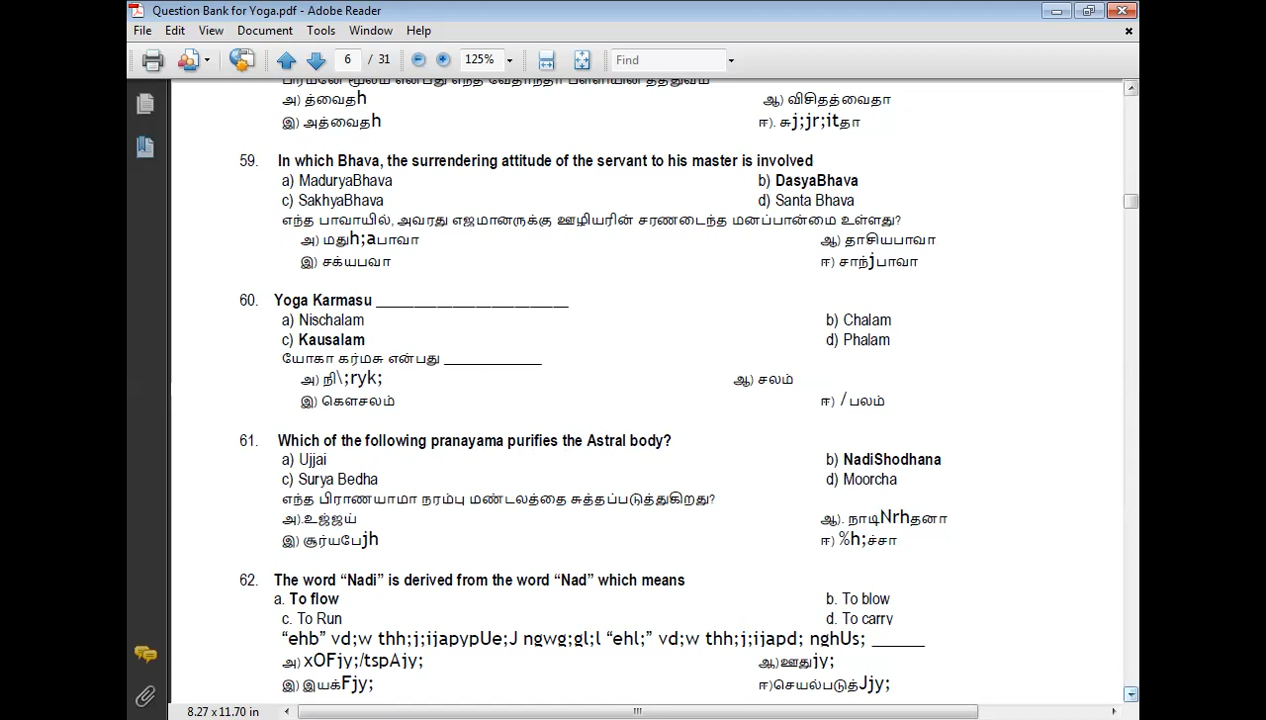 Question Bank for Yoga.pdf - Adobe Reader
File Edit View Document Tools Window Help
6 / 31 125% Find
அ) த்வைதh ஆ) விசிதத்வைதா
இ) அத்வைதh ஈ). சுj;jr;itதா
59. In which Bhava, the surrendering attitude of the servant to his master is involved
a) MaduryaBhava b) DasyaBhava
c) SakhyaBhava d) Santa Bhava
எந்த பாவாயில், அவரது எஜமானருக்கு ஊழியரின் சரணடைந்த மனப்பான்மை உள்ளது?
அ) மதுh;aபாவா ஆ) தாசியபாவா
இ) சக்யபவா ஈ) சாந்jபாவா
60. Yoga Karmasu ________________________
a) Nischalam b) Chalam
c) Kausalam d) Phalam
யோகா கர்மசு என்பது ____________
அ) நி\;ryk; ஆ) சலம்
இ) கௌசலம் ஈ) /பலம்
61. Which of the following pranayama purifies the Astral body?
a) Ujjai b) NadiShodhana
c) Surya Bedha d) Moorcha
எந்த பிராணயாமா நரம்பு மண்டலத்தை சுத்தப்படுத்துகிறது?
அ).உஜ்ஜய் ஆ). நாடிNrhதனா
இ) சூர்யபேjh ஈ) %h;ச்சா
62. The word “Nadi” is derived from the word “Nad” which means
a. To flow b. To blow
c. To Run d. To carry
“ehb” vd;w thh;j;ijapypUe;J ngwg;gl;l “ehl;” vd;w thh;j;ijapd; nghUs; ______
அ) xOFjy;/tspAjy; ஆ)ஊதுjy;
இ) இயக்Fjy; ஈ)செயல்படுத்Jjy;
8.27 x 11.70 in